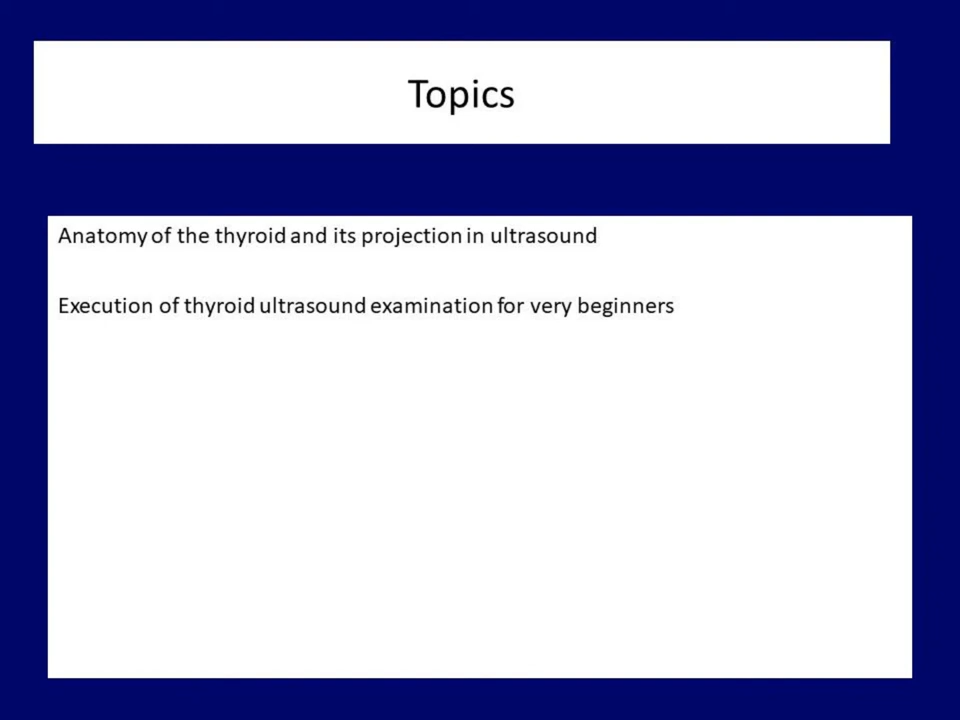 Topics
Anatomy of the thyroid and its projection in ultrasound
Execution of thyroid ultrasound examination for very beginners